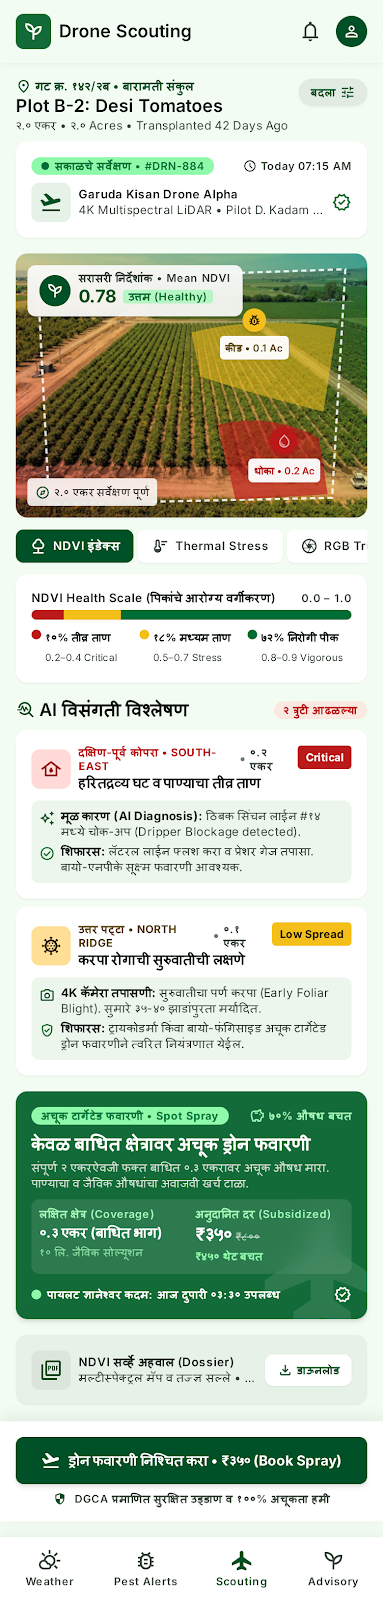 Drone Scouting
गट क्र. १४२/२ब • बारामती संकुल
Plot B-2: Desi Tomatoes
२.० एकर • २.० Acres • Transplanted 42 Days Ago
बदला
सकाळचे सर्वेक्षण • #DRN-884
Today 07:15 AM
Garuda Kisan Drone Alpha
4K Multispectral LiDAR • Pilot D. Kadam ...
सरासरी निर्देशांक • Mean NDVI
0.78 उत्तम (Healthy)
कीड • 0.1 Ac
धोका • 0.2 Ac
२.० एकर सर्वेक्षण पूर्ण
NDVI इंडेक्स
Thermal Stress
RGB Tr
NDVI Health Scale (पिकांचे आरोग्य वर्गीकरण)
0.0 – 1.0
१०% तीव्र ताण
१८% मध्यम ताण
७२% निरोगी पीक
0.2–0.4 Critical
0.5–0.7 Stress
0.8–0.9 Vigorous
AI विसंगती विश्लेषण
२ त्रुटी आढळल्या
दक्षिण-पूर्व कोपरा • SOUTH-EAST
• ०.२ एकर
Critical
हरितद्रव्य घट व पाण्याचा तीव्र ताण
मूळ कारण (AI Diagnosis): ठिबक सिंचन लाईन #१४
मध्ये चोक-अप (Dripper Blockage detected).
शिफारस: लॅटरल लाईन फ्लश करा व प्रेशर गेज तपासा.
बायो-एनपीके सूक्ष्म फवारणी आवश्यक.
उत्तर पट्टा • NORTH RIDGE
• ०.१ एकर
Low Spread
करपा रोगाची सुरुवातीची लक्षणे
4K कॅमेरा तपासणी: सुरुवातीचा पर्ण करपा (Early Foliar
Blight). सुमारे ३५-४० झाडांपुरता मर्यादित.
शिफारस: ट्रायकोडर्मा किंवा बायो-फंगिसाइड अचूक टार्गेटेड
ड्रोन फवारणीने त्वरित नियंत्रणात येईल.
अचूक टार्गेटेड फवारणी • Spot Spray
७०% औषध बचत
केवळ बाधित क्षेत्रावर अचूक ड्रोन फवारणी
संपूर्ण २ एकरऐवजी फक्त बाधित ०.३ एकरावर अचूक औषध मारा.
पाण्याचा व जैविक औषधांचा अवाजवी खर्च टाळा.
लक्षित क्षेत्र (Coverage)
०.३ एकर (बाधित भाग)
१० लि. जैविक सोल्यूशन
अनुदानित दर (Subsidized)
₹३५० ₹८००
₹४५० थेट बचत
पायलट ज्ञानेश्वर कदम: आज दुपारी ०३:३० उपलब्ध
PDF
NDVI सर्व्हे अहवाल (Dossier)
मल्टीस्पेक्ट्रल मॅप व तज्ज्ञ सल्ले • ...
डाऊनलोड
ड्रोन फवारणी निश्चित करा • ₹३५० (Book Spray)
DGCA प्रमाणित सुरक्षित उड्डाण व १००% अचूकता हमी
Weather
Pest Alerts
Scouting
Advisory